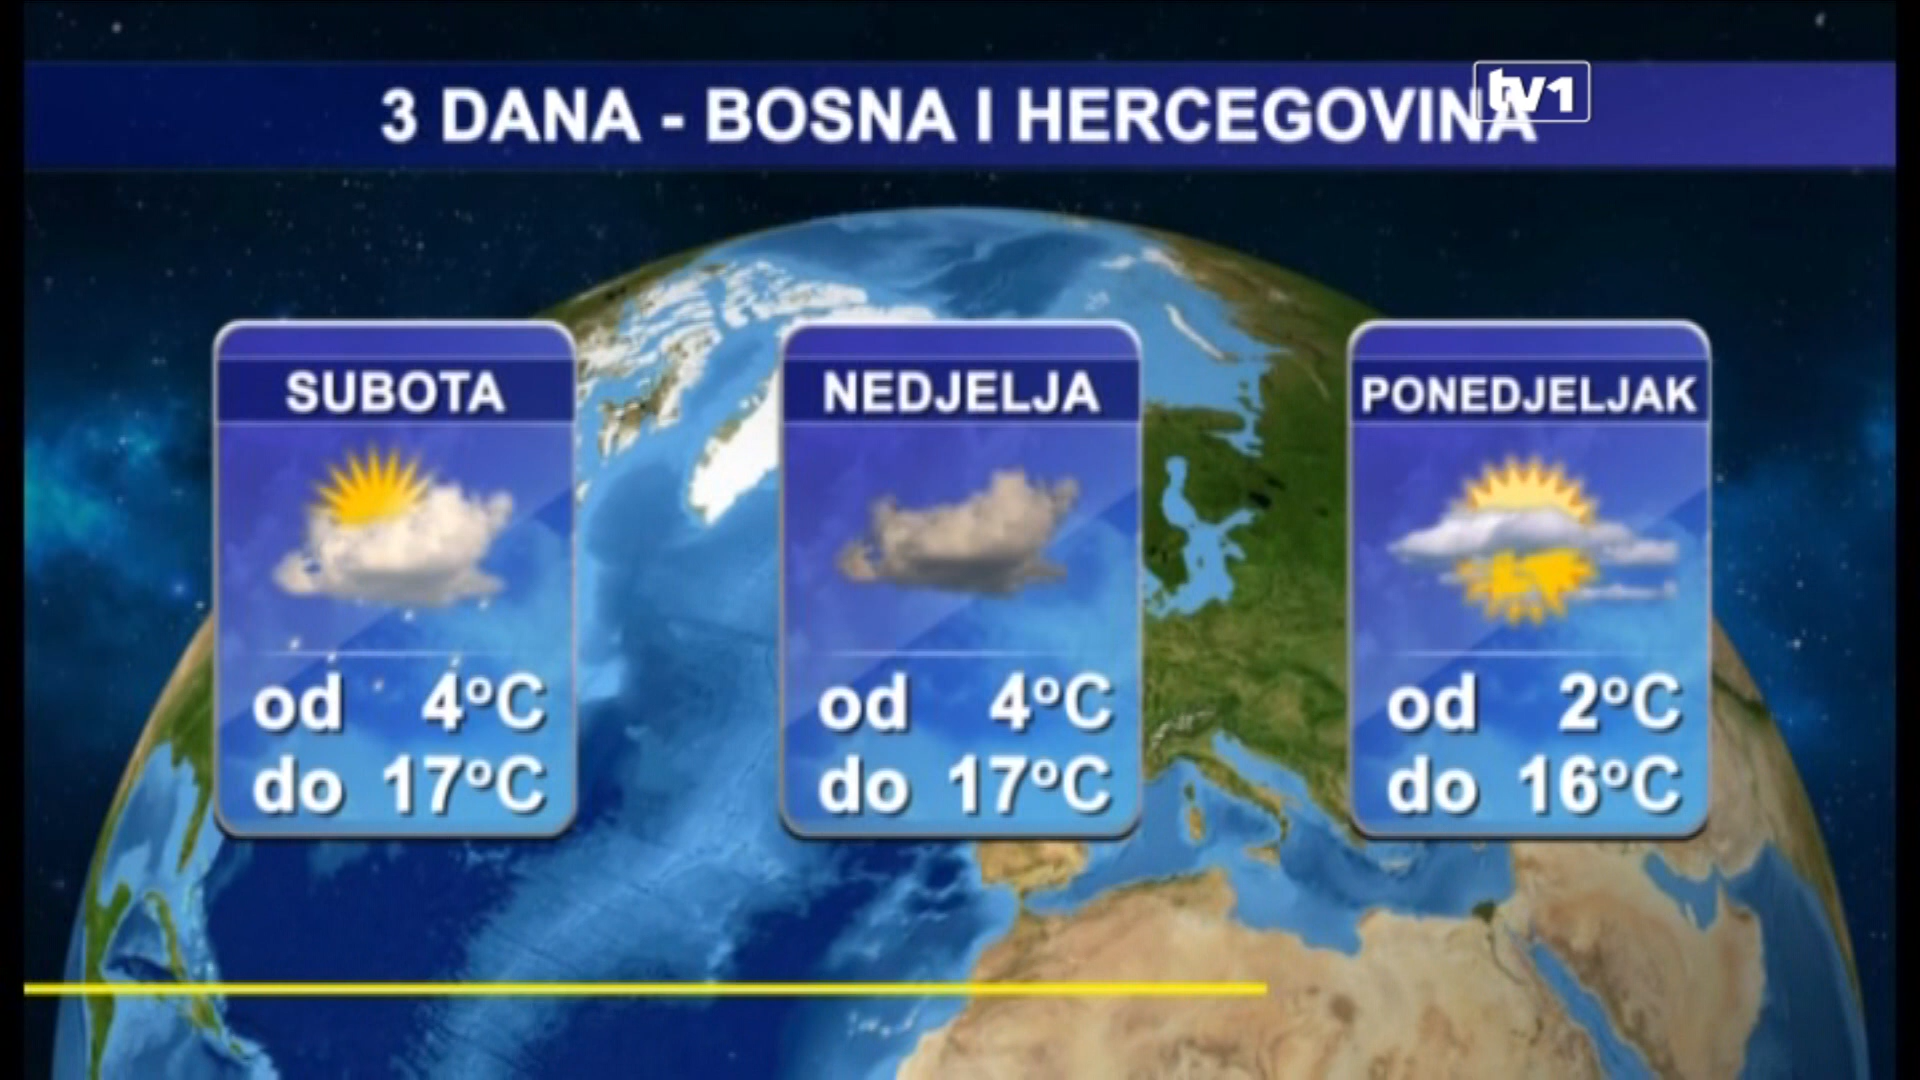 3 DANA - BOSNA I HERCEGOVINA
tv1
SUBOTA
od 4°C
do 17°C
NEDJELJA
od 4°C
do 17°C
PONEDJELJAK
od 2°C
do 16°C